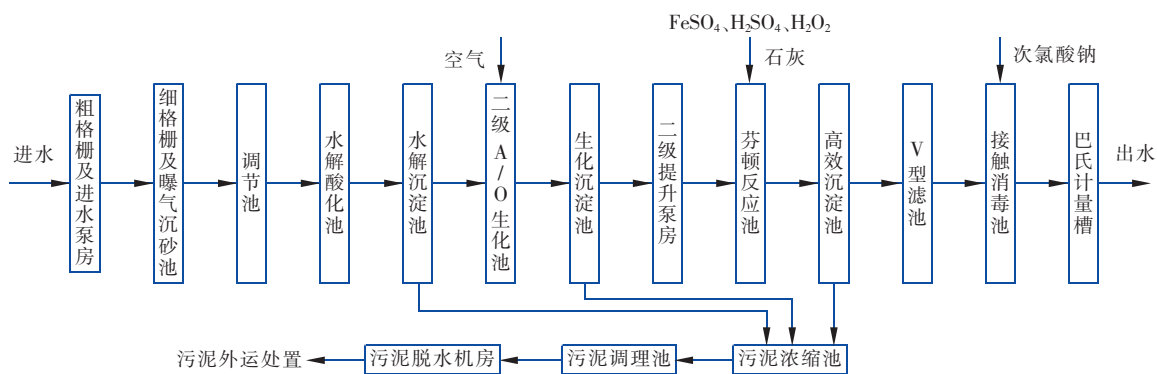 FeSO₄、H₂SO₄、H₂O₂
空气
石灰
次氯酸钠
进水
粗格栅及进水泵房
细格栅及曝气沉砂池
调节池
水解酸化池
水解沉淀池
二级A/O生化池
生化沉淀池
二级提升泵房
芬顿反应池
高效沉淀池
V型滤池
接触消毒池
巴氏计量槽
出水
污泥外运处置
污泥脱水机房
污泥调理池
污泥浓缩池